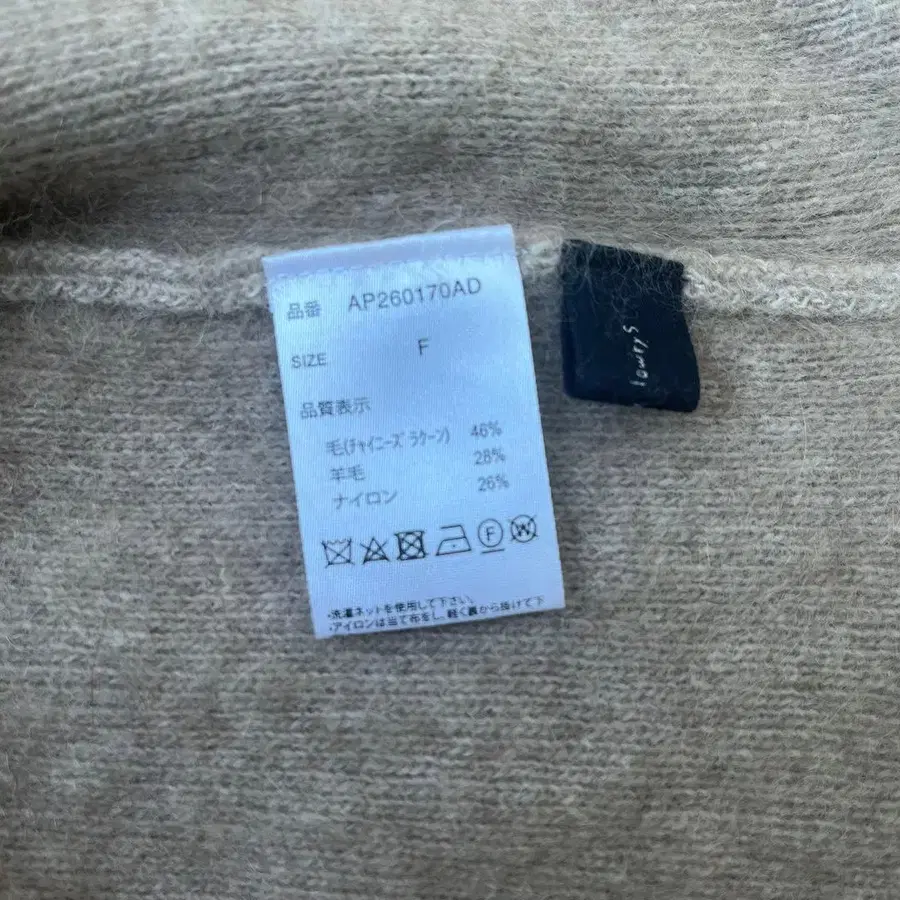 品番 AP260170AD
SIZE F
品質表示
毛(チャイニーズ ラクーン) 46%
羊毛 28%
ナイロン 26%
F W
・洗濯ネットを使用して下さい。
・アイロンは当て布をし、軽く裏から掛けて下
lowrys